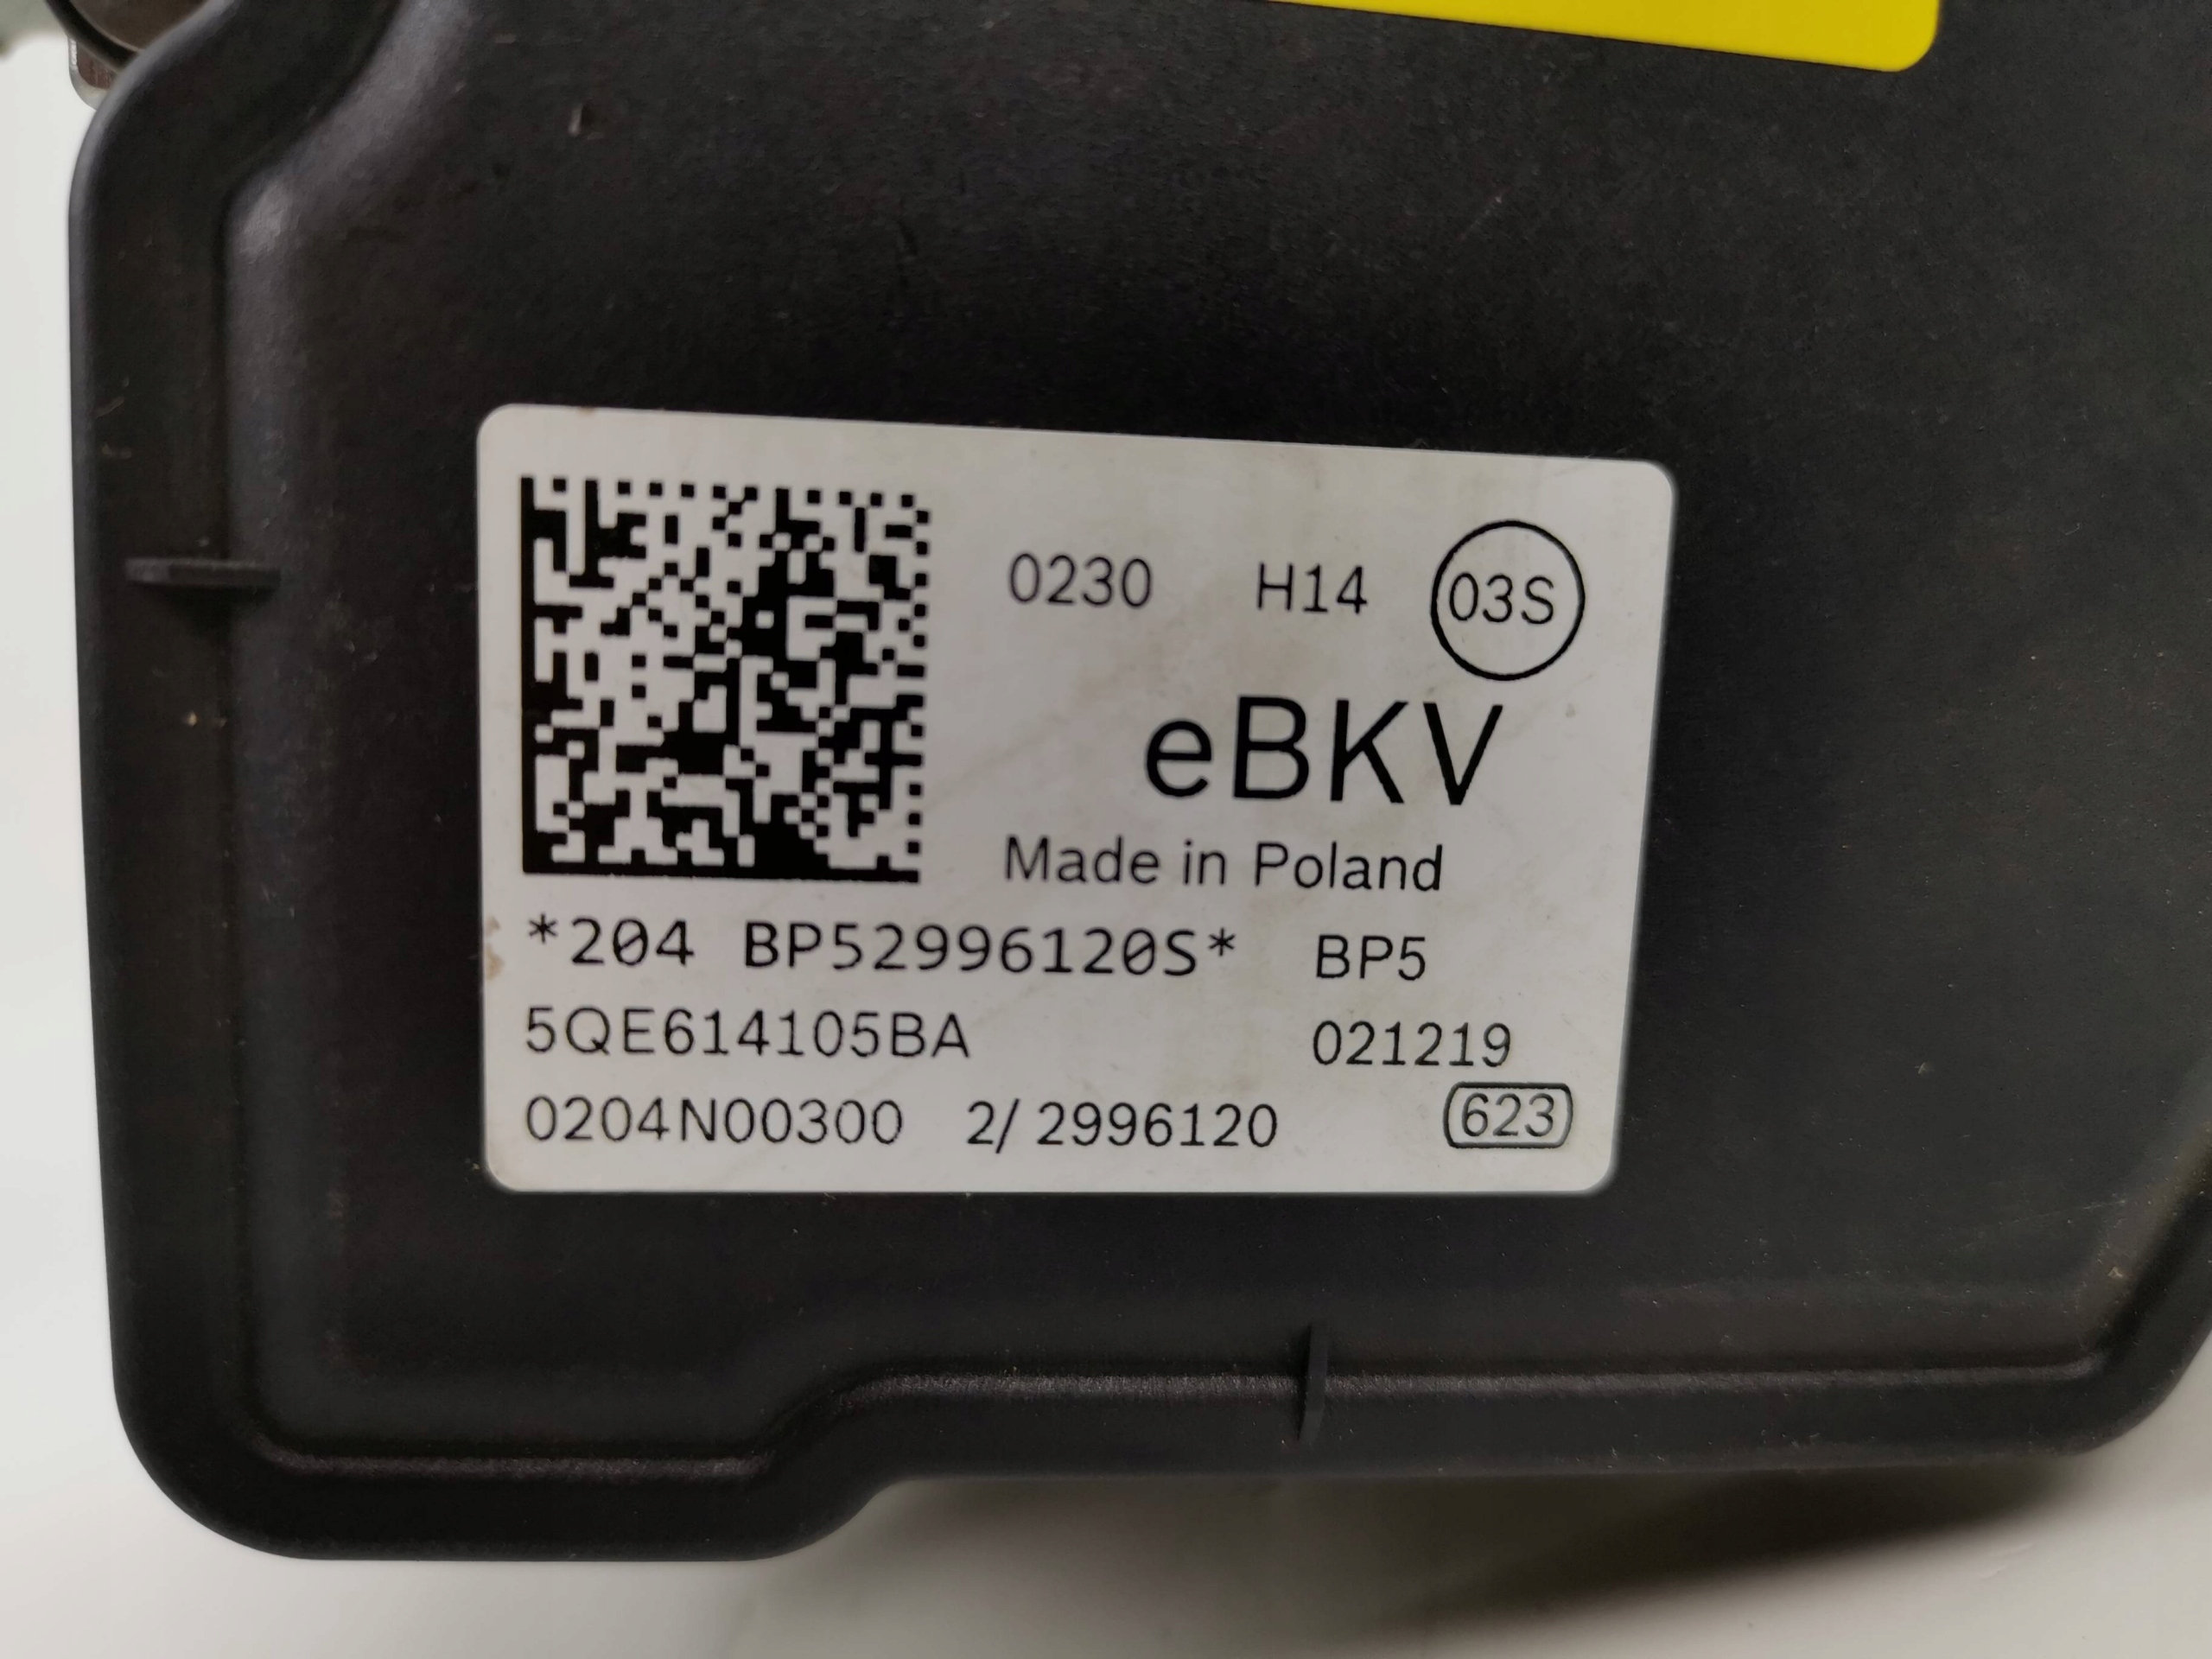 0230 H14 03S
eBKV
Made in Poland
*204 BP52996120S* BP5
5QE614105BA 021219
0204N00300 2/ 2996120 623